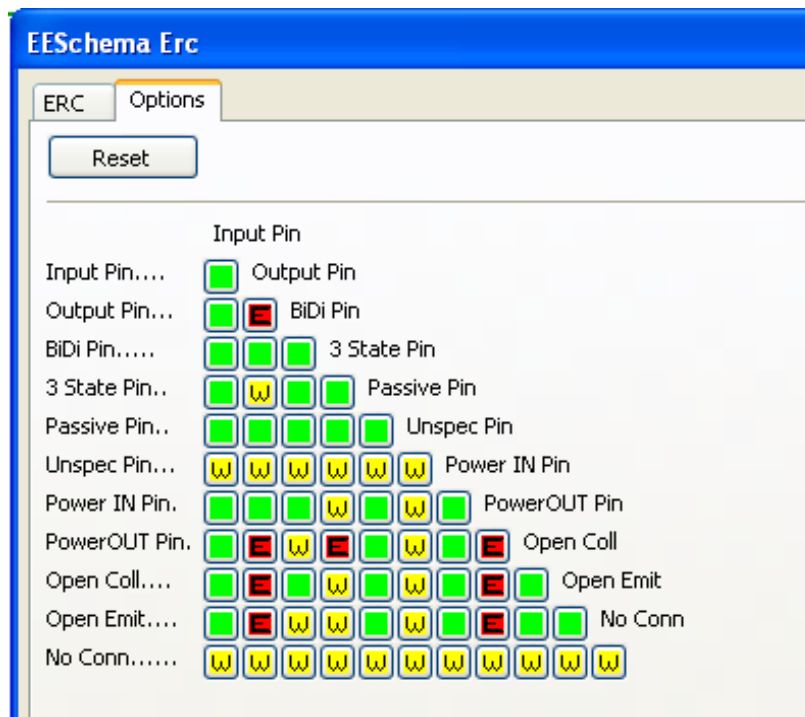 EESchema Erc
ERC Options
Reset
Input Pin
Input Pin.... Output Pin
Output Pin... E BiDi Pin
BiDi Pin..... 3 State Pin
3 State Pin.. W Passive Pin
Passive Pin.. Unspec Pin
Unspec Pin... W W W W W W Power IN Pin
Power IN Pin. W W PowerOUT Pin
PowerOUT Pin. E W E W E Open Coll
Open Coll.... E W W E Open Emit
Open Emit.... E W W W E No Conn
No Conn...... W W W W W W W W W W W